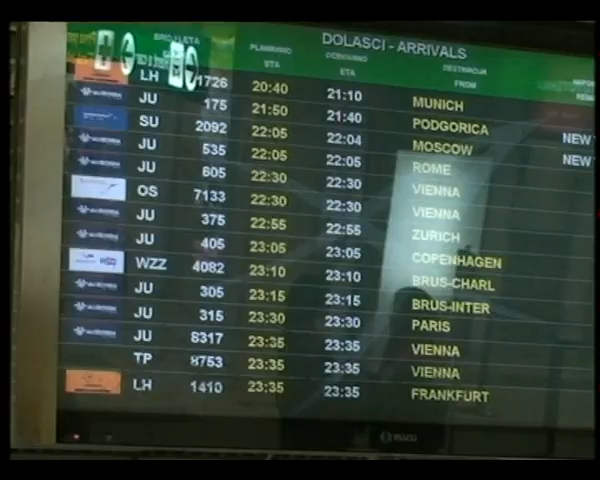 DOLASCI - ARRIVALS
BROJ LETA PLANIRANO OCEKIVANO DESTINACIJA
STA ETA FROM
LH 1726 20:40 21:10 MUNICH
JU 175 21:50 21:40 PODGORICA NEW
SU 2092 22:05 22:04 MOSCOW NEW
JU 535 22:05 22:05 ROME
JU 605 22:30 22:30 VIENNA
OS 7133 22:30 22:30 VIENNA
JU 375 22:55 22:55 ZURICH
JU 405 23:05 23:05 COPENHAGEN
WZZ 4082 23:10 23:10 BRUS-CHARL
JU 305 23:15 23:15 BRUS-INTER
JU 315 23:30 23:30 PARIS
JU 8317 23:35 23:35 VIENNA
TP 8753 23:35 23:35 VIENNA
LH 1410 23:35 23:35 FRANKFURT